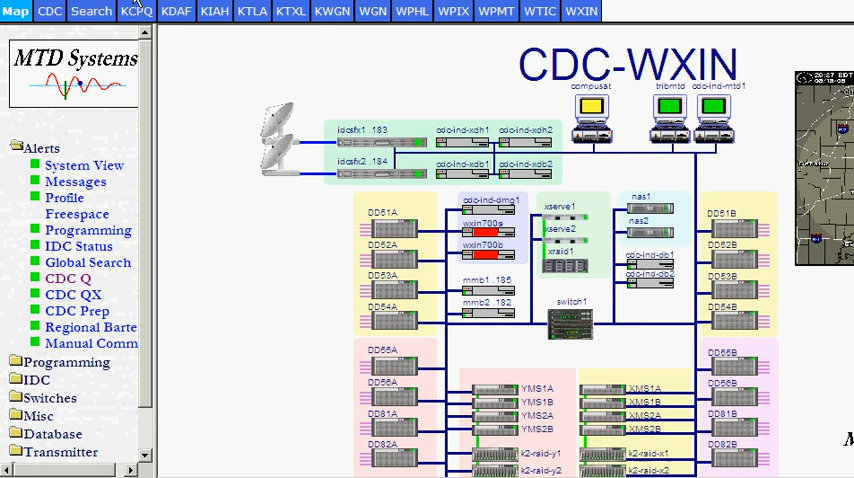 Map CDC Search KCPQ KDAF KIAH KTLA KTXL KWGN WGN WPHL WPIX WPMT WTIC WXIN
MTD Systems
Alerts
System View
Messages
Profile
Freespace
Programming
IDC Status
Global Search
CDC Q
CDC QX
CDC Prep
Regional Barte
Manual Comm
Programming
IDC
Switches
Misc
Database
Transmitter
CDC-WXIN
compusat
tribmtd
cdc-ind-mtd1
idcsfx1 .183
cdc-ind-xdh1
cdc-ind-xdh2
idcsfx2 .184
cdc-ind-xdb1
cdc-ind-xdb2
DD51A
DD52A
DD53A
DD54A
cdc-ind-dmg1
wxin700a
wxin700b
mmb1 .185
mmb2 .182
xserve1
xserve2
xraid1
switch1
nas1
nas2
cdc-ind-db1
cdc-ind-db2
DD51B
DD52B
DD53B
DD54B
DD55A
DD56A
DD81A
DD82A
YMS1A
YMS1B
YMS2A
YMS2B
k2-raid-y1
k2-raid-y2
XMS1A
XMS1B
XMS2A
XMS2B
k2-raid-x1
k2-raid-x2
DD55B
DD56B
DD81B
DD82B
20:27 EDT